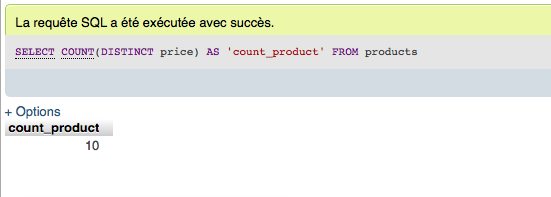 La requête SQL a été exécutée avec succès.
SELECT COUNT(DISTINCT price) AS 'count_product' FROM products
+ Options
count_product
10